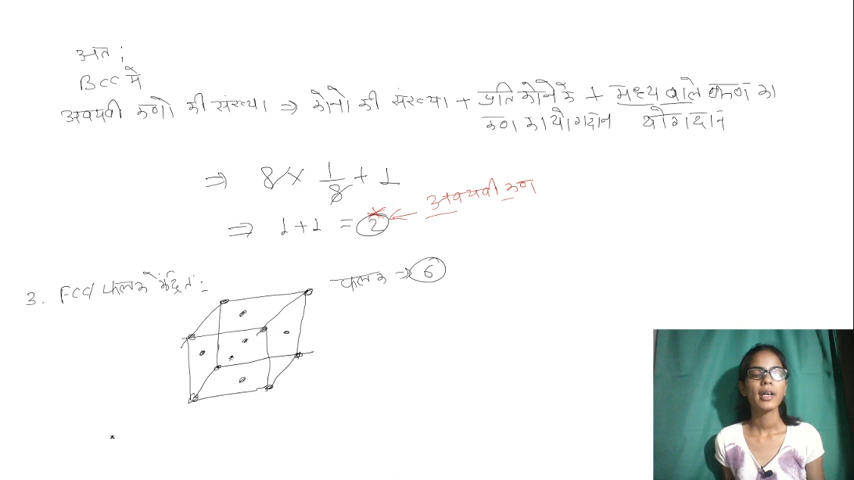 अतः ;
BCC में
अवयवी कणों की संख्या ⇒ कोनो की संख्या + प्रति कोने के + मध्य वाले कण का
कण का योगदान योगदान
⇒ 8 × 1/8 + 1
⇒ 1 + 1 = 2 ← अवयवी कण
3. FCC/ फलक केंद्रित :- फलक ⇒ 6